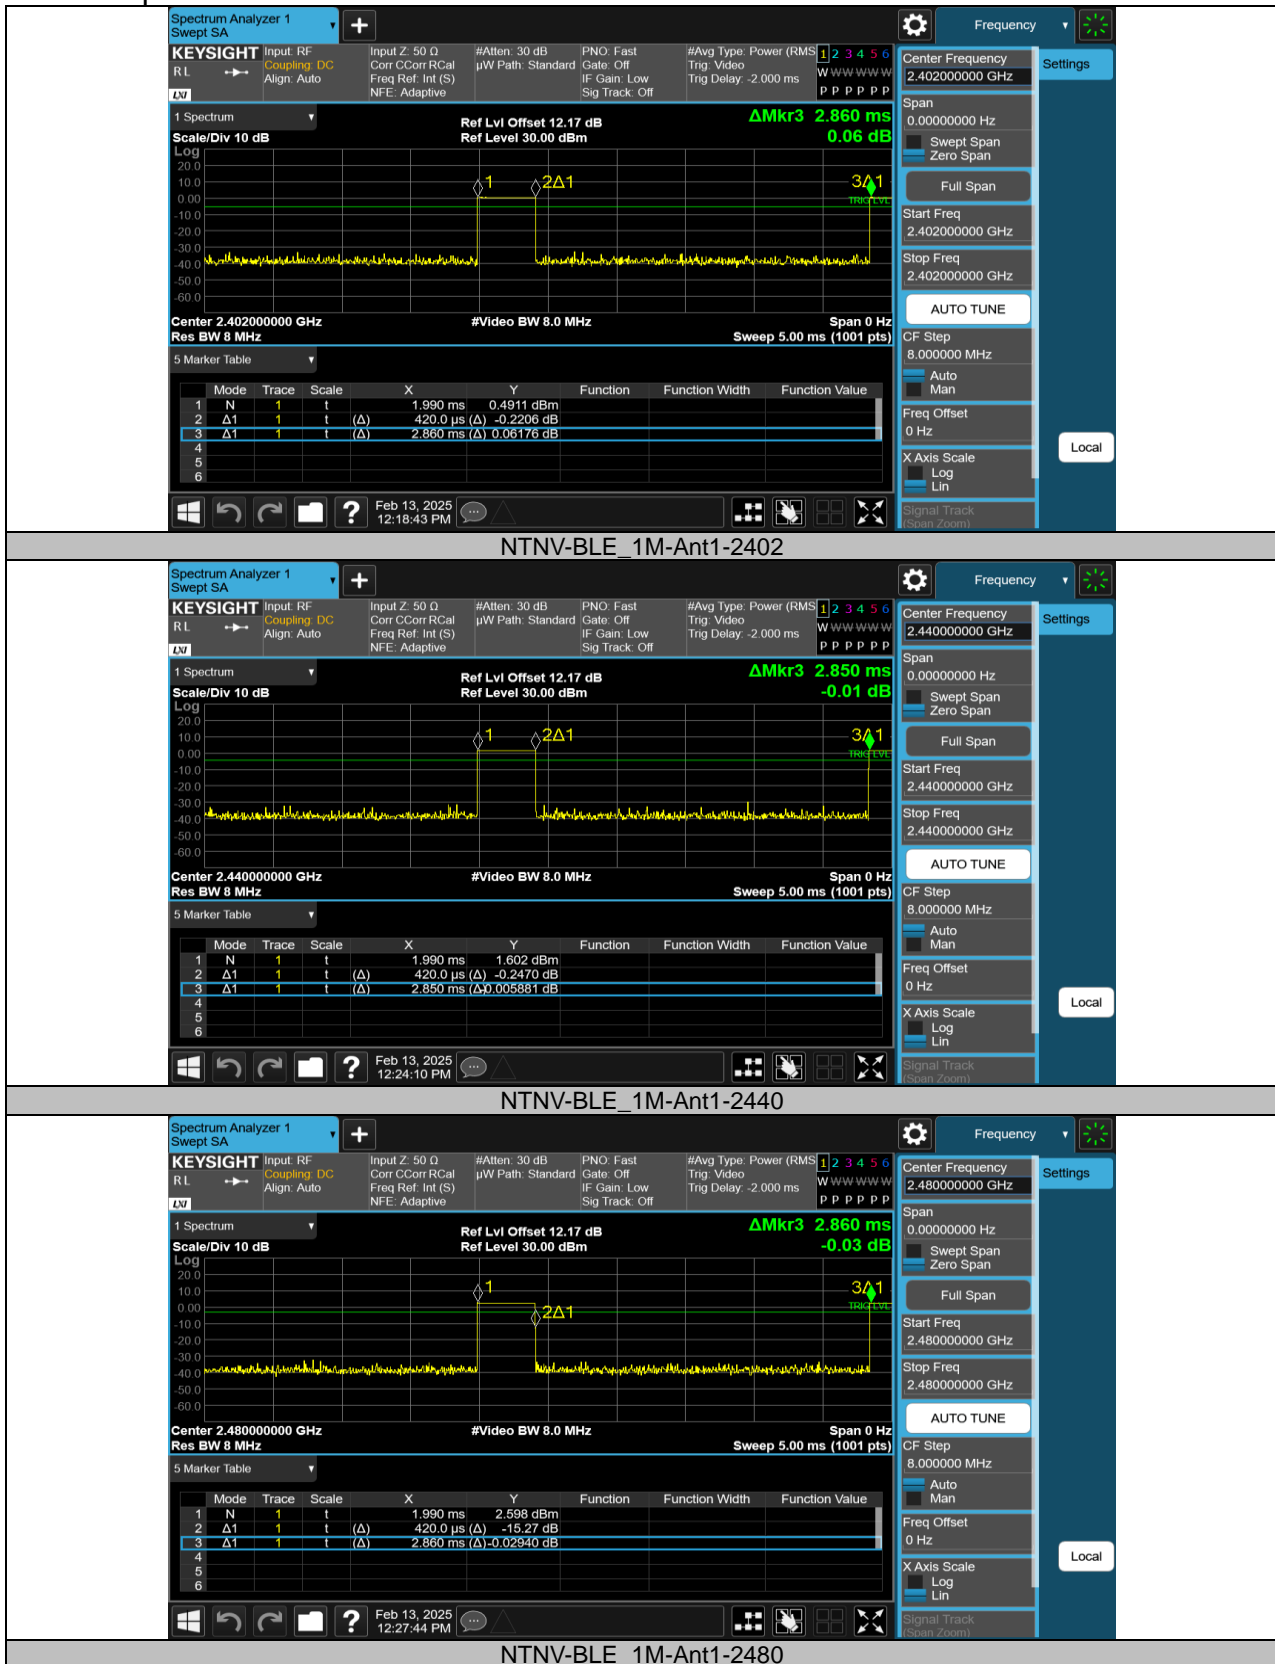 Spectrum Analyzer 1
Swept SA
Frequency
KEYSIGHT
RL
LXI
Input: RF
Coupling: DC
Align: Auto
Input Z: 50 Ω
Corr CCorr RCal
Freq Ref: Int (S)
NFE: Adaptive
#Atten: 30 dB
µW Path: Standard
PNO: Fast
Gate: Off
IF Gain: Low
Sig Track: Off
#Avg Type: Power (RMS
Trig: Video
Trig Delay: -2.000 ms
1 2 3 4 5 6
W W W W W W
P P P P P P
1 Spectrum
Scale/Div 10 dB
Ref Lvl Offset 12.17 dB
Ref Level 30.00 dBm
ΔMkr3 2.860 ms
0.06 dB
Log
20.0
10.0
0.00
-10.0
-20.0
-30.0
-40.0
-50.0
-60.0
1
2Δ1
3Δ1
TRIG LVL
Center 2.402000000 GHz
#Video BW 8.0 MHz
Span 0 Hz
Res BW 8 MHz
Sweep 5.00 ms (1001 pts)
5 Marker Table
Mode Trace Scale X Y Function Function Width Function Value
1 N 1 t 1.990 ms 0.4911 dBm
2 Δ1 1 t (Δ) 420.0 µs (Δ) -0.2206 dB
3 Δ1 1 t (Δ) 2.860 ms (Δ) 0.06176 dB
4
5
6
Feb 13, 2025
12:18:43 PM
Center Frequency
2.402000000 GHz
Settings
Span
0.00000000 Hz
Swept Span
Zero Span
Full Span
Start Freq
2.402000000 GHz
Stop Freq
2.402000000 GHz
AUTO TUNE
CF Step
8.000000 MHz
Auto
Man
Freq Offset
0 Hz
X Axis Scale
Log
Lin
Local
Signal Track
(Span Zoom)
NTNV-BLE_1M-Ant1-2402
Spectrum Analyzer 1
Swept SA
Frequency
KEYSIGHT
RL
LXI
Input: RF
Coupling: DC
Align: Auto
Input Z: 50 Ω
Corr CCorr RCal
Freq Ref: Int (S)
NFE: Adaptive
#Atten: 30 dB
µW Path: Standard
PNO: Fast
Gate: Off
IF Gain: Low
Sig Track: Off
#Avg Type: Power (RMS
Trig: Video
Trig Delay: -2.000 ms
1 2 3 4 5 6
W W W W W W
P P P P P P
1 Spectrum
Scale/Div 10 dB
Ref Lvl Offset 12.17 dB
Ref Level 30.00 dBm
ΔMkr3 2.850 ms
-0.01 dB
Log
20.0
10.0
0.00
-10.0
-20.0
-30.0
-40.0
-50.0
-60.0
1
2Δ1
3Δ1
TRIG LVL
Center 2.440000000 GHz
#Video BW 8.0 MHz
Span 0 Hz
Res BW 8 MHz
Sweep 5.00 ms (1001 pts)
5 Marker Table
Mode Trace Scale X Y Function Function Width Function Value
1 N 1 t 1.990 ms 1.602 dBm
2 Δ1 1 t (Δ) 420.0 µs (Δ) -0.2470 dB
3 Δ1 1 t (Δ) 2.850 ms (Δ)-0.005881 dB
4
5
6
Feb 13, 2025
12:24:10 PM
Center Frequency
2.440000000 GHz
Settings
Span
0.00000000 Hz
Swept Span
Zero Span
Full Span
Start Freq
2.440000000 GHz
Stop Freq
2.440000000 GHz
AUTO TUNE
CF Step
8.000000 MHz
Auto
Man
Freq Offset
0 Hz
X Axis Scale
Log
Lin
Local
Signal Track
(Span Zoom)
NTNV-BLE_1M-Ant1-2440
Spectrum Analyzer 1
Swept SA
Frequency
KEYSIGHT
RL
LXI
Input: RF
Coupling: DC
Align: Auto
Input Z: 50 Ω
Corr CCorr RCal
Freq Ref: Int (S)
NFE: Adaptive
#Atten: 30 dB
µW Path: Standard
PNO: Fast
Gate: Off
IF Gain: Low
Sig Track: Off
#Avg Type: Power (RMS
Trig: Video
Trig Delay: -2.000 ms
1 2 3 4 5 6
W W W W W W
P P P P P P
1 Spectrum
Scale/Div 10 dB
Ref Lvl Offset 12.17 dB
Ref Level 30.00 dBm
ΔMkr3 2.860 ms
-0.03 dB
Log
20.0
10.0
0.00
-10.0
-20.0
-30.0
-40.0
-50.0
-60.0
1
2Δ1
3Δ1
TRIG LVL
Center 2.480000000 GHz
#Video BW 8.0 MHz
Span 0 Hz
Res BW 8 MHz
Sweep 5.00 ms (1001 pts)
5 Marker Table
Mode Trace Scale X Y Function Function Width Function Value
1 N 1 t 1.990 ms 2.598 dBm
2 Δ1 1 t (Δ) 420.0 µs (Δ) -15.27 dB
3 Δ1 1 t (Δ) 2.860 ms (Δ)-0.02940 dB
4
5
6
Feb 13, 2025
12:27:44 PM
Center Frequency
2.480000000 GHz
Settings
Span
0.00000000 Hz
Swept Span
Zero Span
Full Span
Start Freq
2.480000000 GHz
Stop Freq
2.480000000 GHz
AUTO TUNE
CF Step
8.000000 MHz
Auto
Man
Freq Offset
0 Hz
X Axis Scale
Log
Lin
Local
Signal Track
(Span Zoom)
NTNV-BLE_1M-Ant1-2480